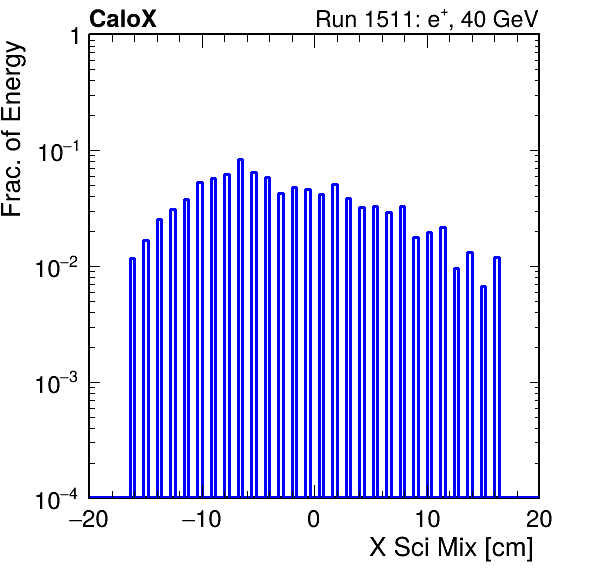 CaloX Run 1511: e⁺, 40 GeV
Frac. of Energy
1
10⁻¹
10⁻²
10⁻³
10⁻⁴
−20 −10 0 10 20
X Sci Mix [cm]